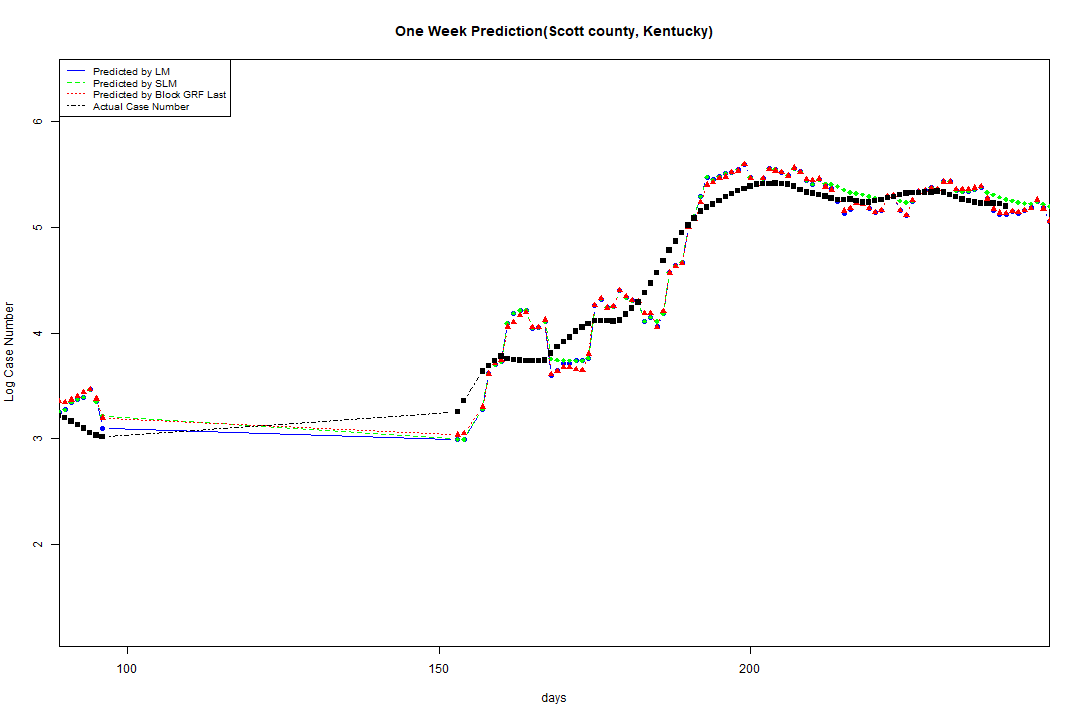 One Week Prediction(Scott county, Kentucky)
Predicted by LM
Predicted by SLM
Predicted by Block GRF Last
Actual Case Number
6
5
4
3
2
Log Case Number
100
150
200
days